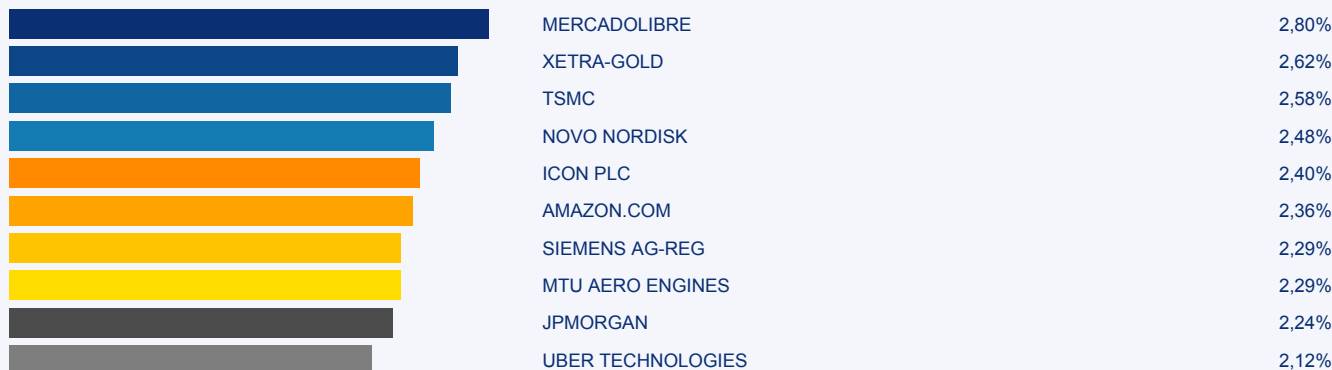 MERCADOLIBRE 2,80%
XETRA-GOLD 2,62%
TSMC 2,58%
NOVO NORDISK 2,48%
ICON PLC 2,40%
AMAZON.COM 2,36%
SIEMENS AG-REG 2,29%
MTU AERO ENGINES 2,29%
JPMORGAN 2,24%
UBER TECHNOLOGIES 2,12%